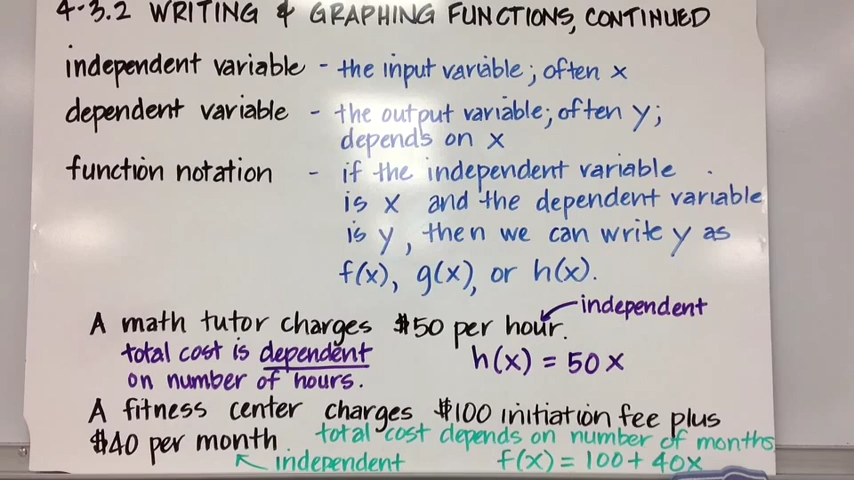 4-3.2 WRITING & GRAPHING FUNCTIONS, CONTINUED
independent variable - the input variable; often x
dependent variable - the output variable; often y;
depends on x
function notation - if the independent variable
is x and the dependent variable
is y, then we can write y as
f(x), g(x), or h(x).
independent
A math tutor charges $50 per hour.
total cost is dependent
on number of hours.
h(x) = 50x
A fitness center charges $100 initiation fee plus
$40 per month.
total cost depends on number of months
independent
f(x) = 100 + 40x